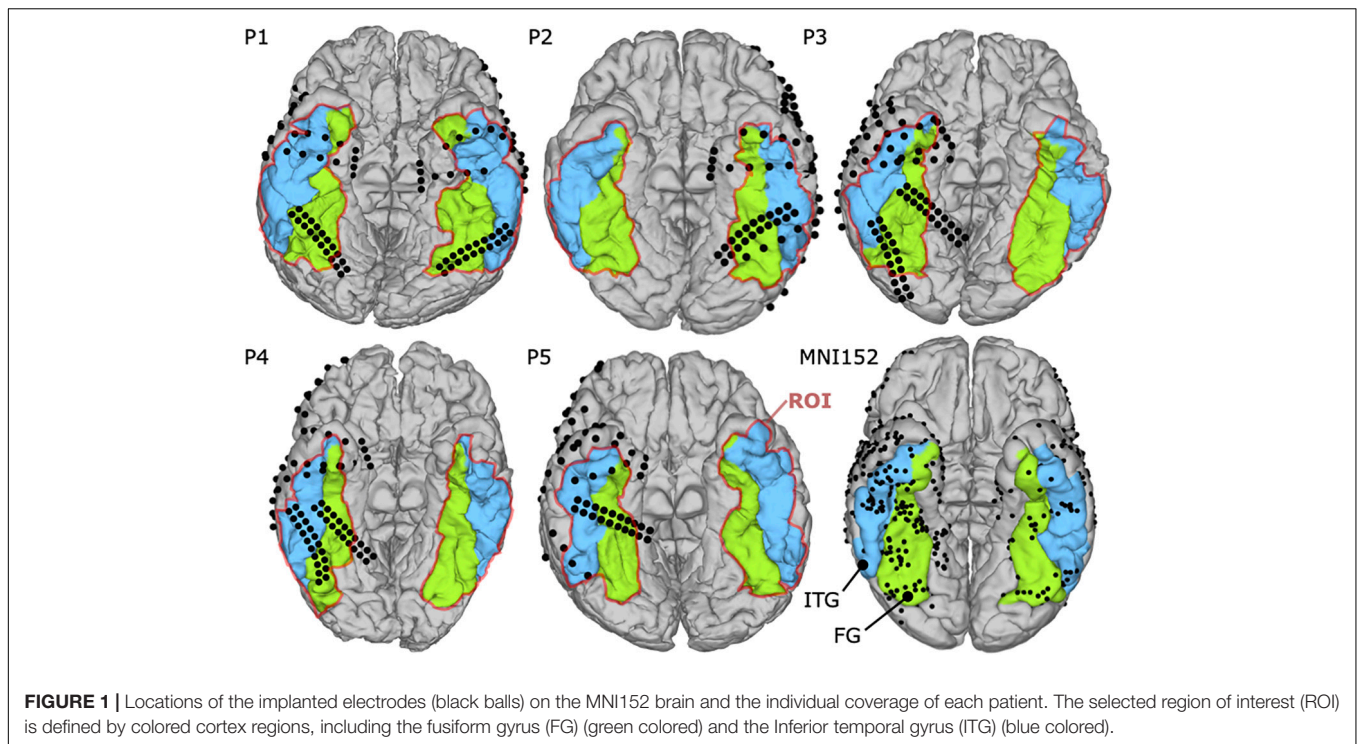 P1
P2
P3
P4
P5
MNI152
ROI
ITG
FG
FIGURE 1 | Locations of the implanted electrodes (black balls) on the MNI152 brain and the individual coverage of each patient. The selected region of interest (ROI)
is defined by colored cortex regions, including the fusiform gyrus (FG) (green colored) and the Inferior temporal gyrus (ITG) (blue colored).